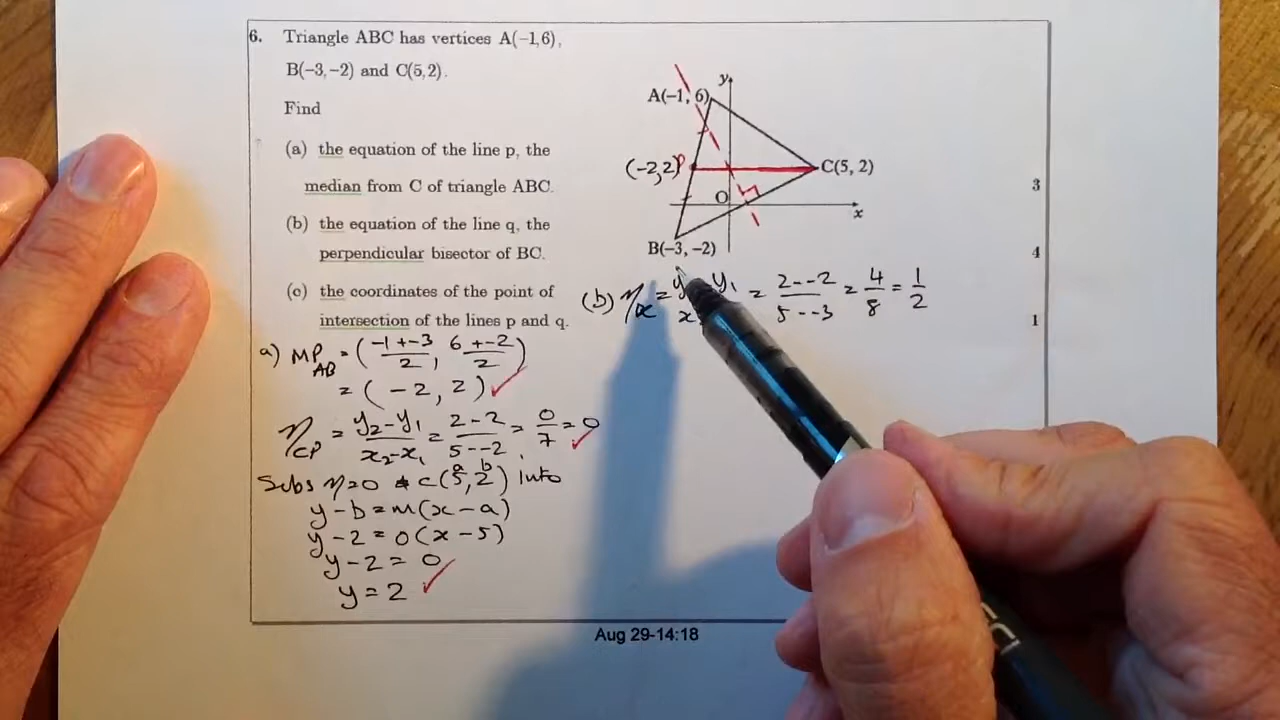 6. Triangle ABC has vertices A(−1,6),
B(−3,−2) and C(5,2).
Find
(a) the equation of the line p, the
median from C of triangle ABC.
3
(b) the equation of the line q, the
perpendicular bisector of BC.
4
(c) the coordinates of the point of
intersection of the lines p and q.
1
y
A(−1, 6)
(-2,2) P
C(5, 2)
O
x
B(−3, −2)
a) MP AB = (-1 + -3 / 2, 6 + -2 / 2)
= (-2, 2) ✓
m CP = y2 - y1 / x2 - x1 = 2 - 2 / 5 - -2 = 0 / 7 = 0 ✓
Subs m=0 & C(5, 2) into
a b
y - b = m(x - a)
y - 2 = 0(x - 5)
y - 2 = 0
y = 2 ✓
(b) = y1 = 2 - -2 / 5 - -3 = 4 / 8 = 1 / 2
Aug 29-14:18